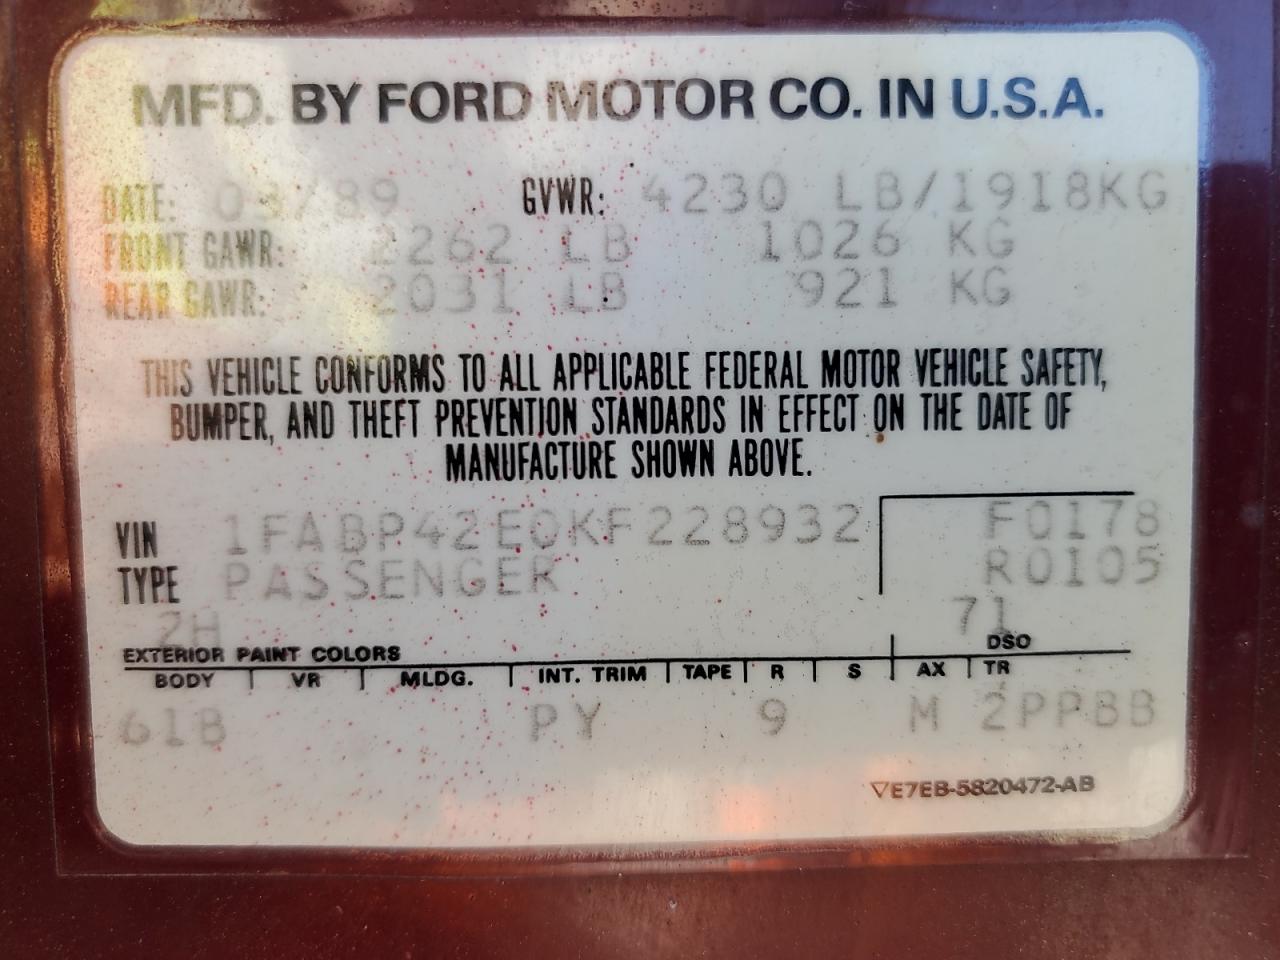 MFD. BY FORD MOTOR CO. IN U.S.A.
DATE: 03/89 GVWR: 4230 LB/1918KG
FRONT GAWR: 2262 LB 1026 KG
REAR GAWR: 2031 LB 921 KG
THIS VEHICLE CONFORMS TO ALL APPLICABLE FEDERAL MOTOR VEHICLE SAFETY,
BUMPER, AND THEFT PREVENTION STANDARDS IN EFFECT ON THE DATE OF
MANUFACTURE SHOWN ABOVE.
VIN 1FABP42E0KF228932 F0178
TYPE PASSENGER R0105
2H 71
EXTERIOR PAINT COLORS DSO
BODY VR MLDG. INT. TRIM TAPE R S AX TR
61B PY 9 M 2PPBB
▽E7EB-5820472-AB